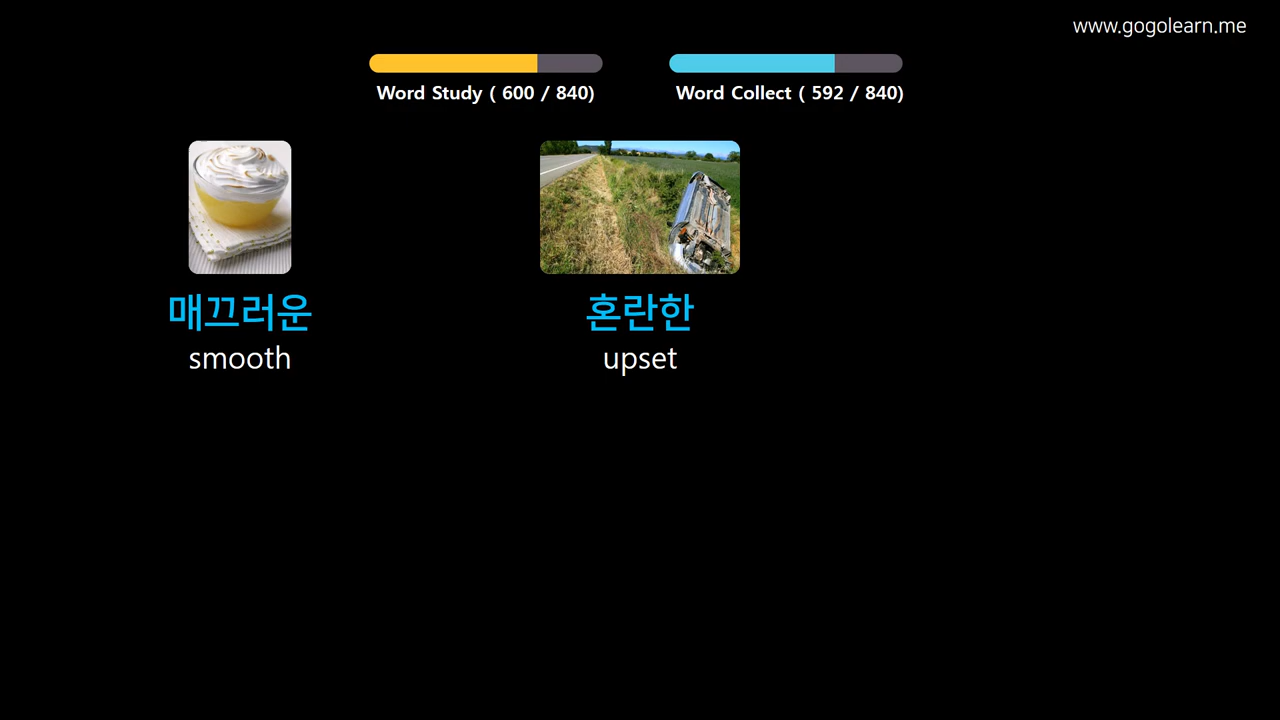 www.gogolearn.me
Word Study ( 600 / 840)
Word Collect ( 592 / 840)
매끄러운
smooth
혼란한
upset